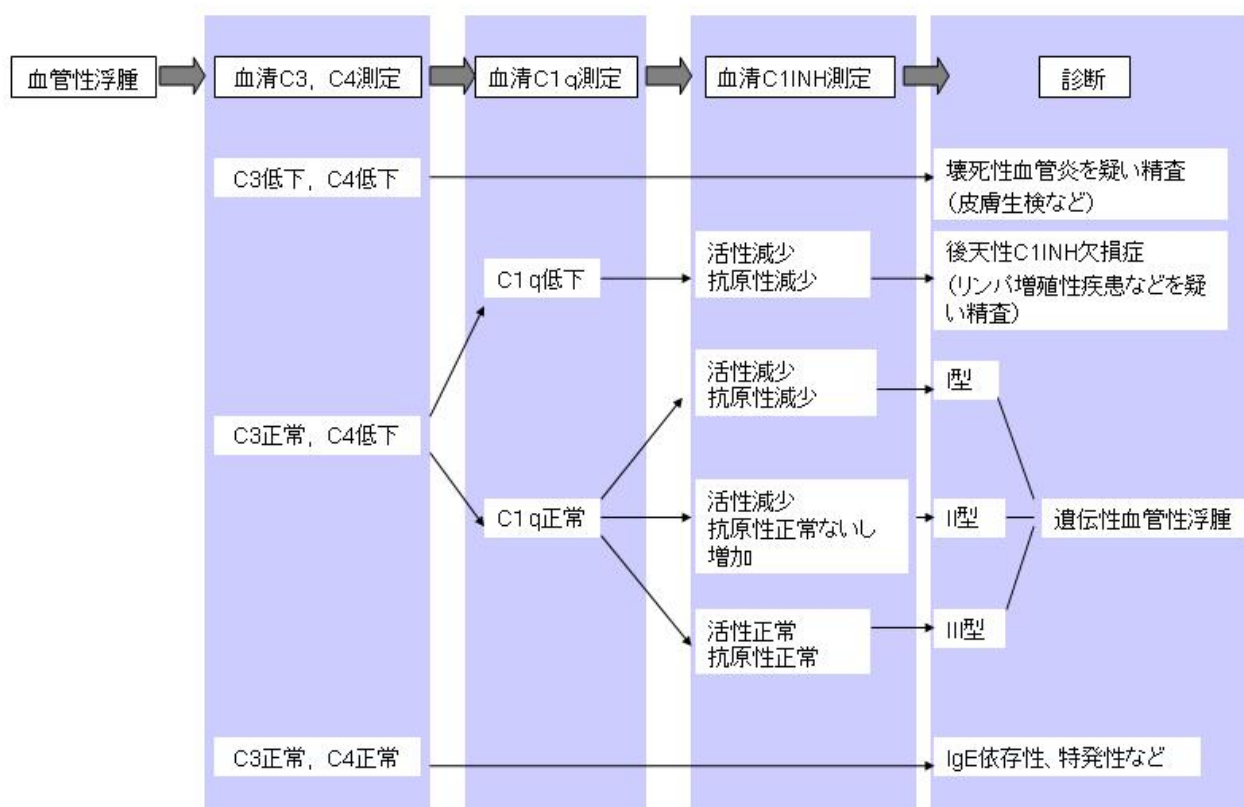 血管性浮腫
血清C3，C4測定
血清C1q測定
血清C1INH測定
診断
C3低下，C4低下
壊死性血管炎を疑い精査
（皮膚生検など）
C1q低下
活性減少
抗原性減少
後天性C1INH欠損症
（リンパ増殖性疾患などを疑
い精査）
C3正常，C4低下
活性減少
抗原性減少
I型
C1q正常
活性減少
抗原性正常ないし
増加
II型
遺伝性血管性浮腫
活性正常
抗原性正常
III型
C3正常，C4正常
IgE依存性、特発性など